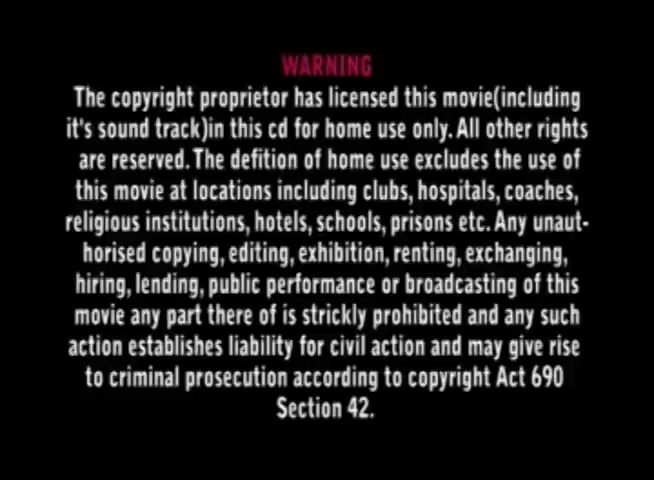 WARNING
The copyright proprietor has licensed this movie(including
it's sound track)in this cd for home use only. All other rights
are reserved. The defition of home use excludes the use of
this movie at locations including clubs, hospitals, coaches,
religious institutions, hotels, schools, prisons etc. Any unaut-
horised copying, editing, exhibition, renting, exchanging,
hiring, lending, public performance or broadcasting of this
movie any part there of is strickly prohibited and any such
action establishes liability for civil action and may give rise
to criminal prosecution according to copyright Act 690
Section 42.